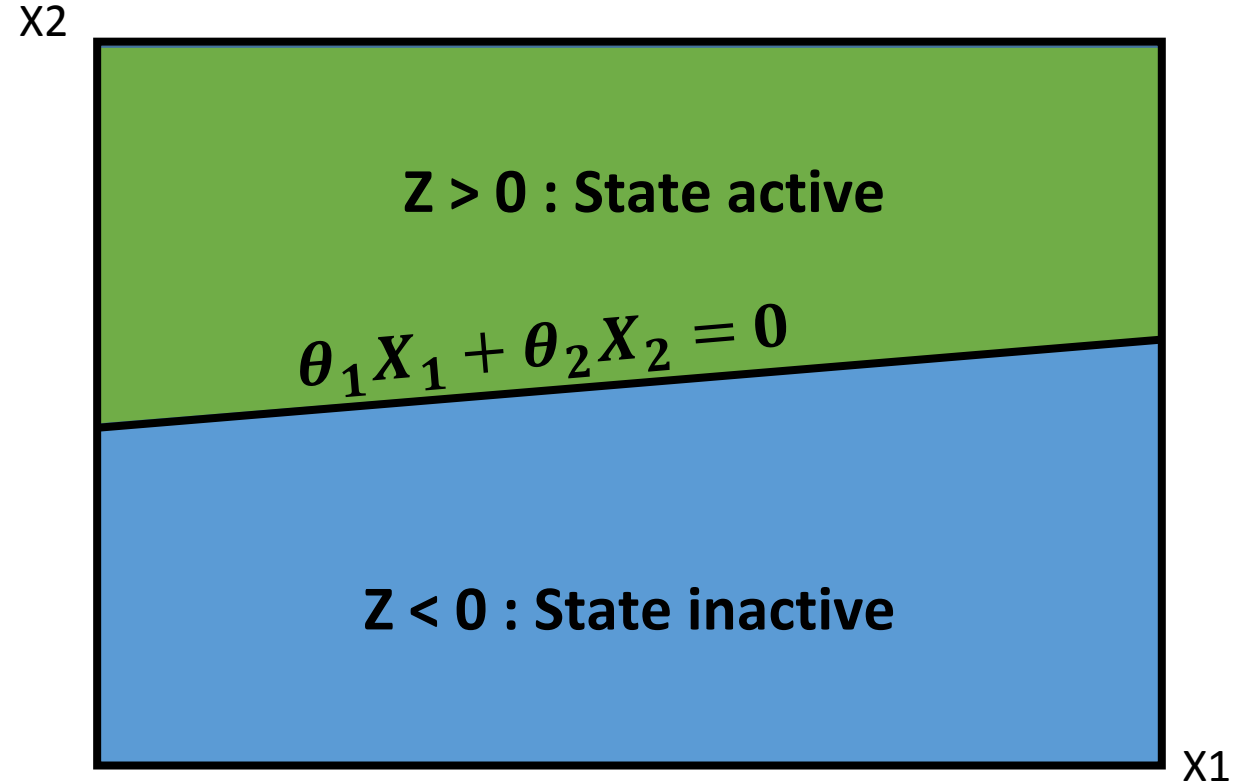 X2
Z > 0 : State active
θ₁X₁ + θ₂X₂ = 0
Z < 0 : State inactive
X1